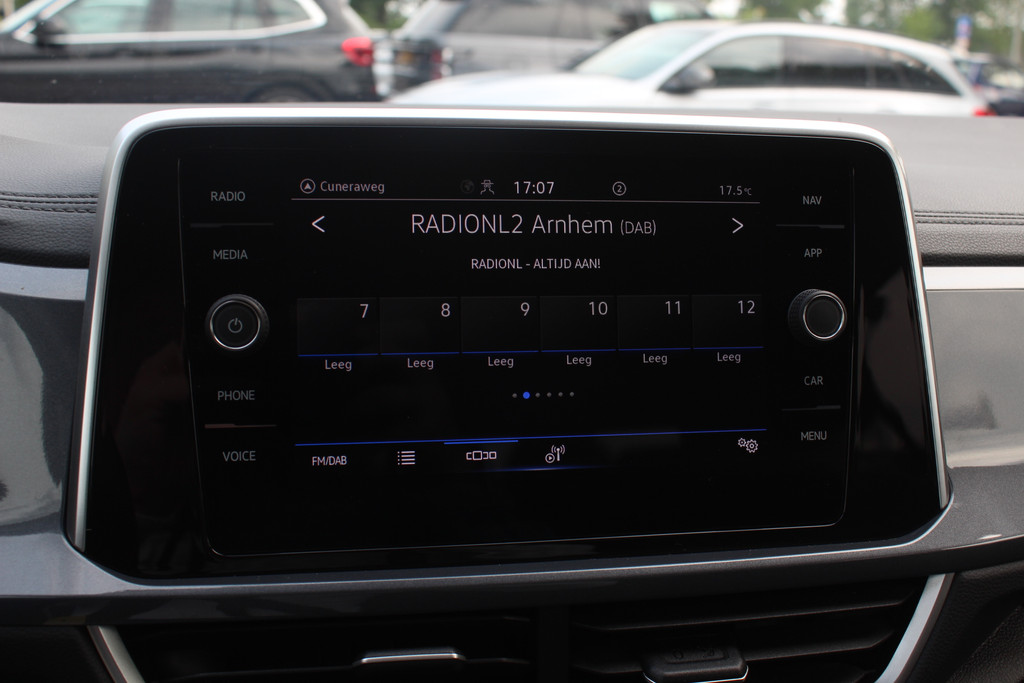 Cuneraweg 17:07 2 17.5°C
RADIO
NAV
RADIONL2 Arnhem (DAB)
MEDIA
APP
RADIONL - ALTIJD AAN!
7 8 9 10 11 12
Leeg Leeg Leeg Leeg Leeg Leeg
PHONE
CAR
VOICE
MENU
FM/DAB